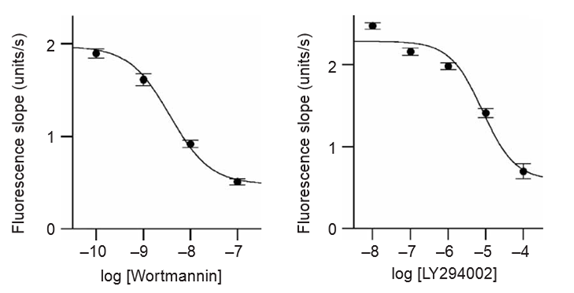 Fluorescence slope (units/s)
2
1
0
–10 –9 –8 –7
log [Wortmannin]
Fluorescence slope (units/s)
2
1
0
–8 –7 –6 –5 –4
log [LY294002]